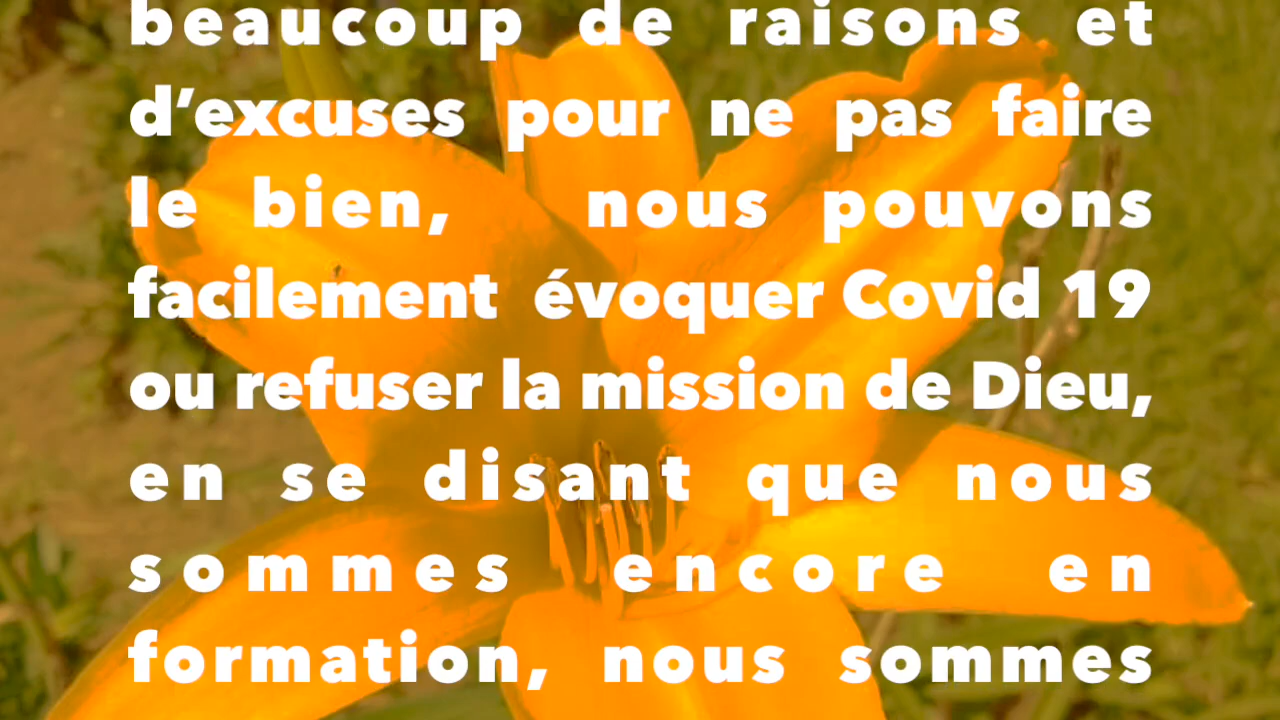 beaucoup de raisons et
d’excuses pour ne pas faire
le bien, nous pouvons
facilement évoquer Covid 19
ou refuser la mission de Dieu,
en se disant que nous
sommes encore en
formation, nous sommes